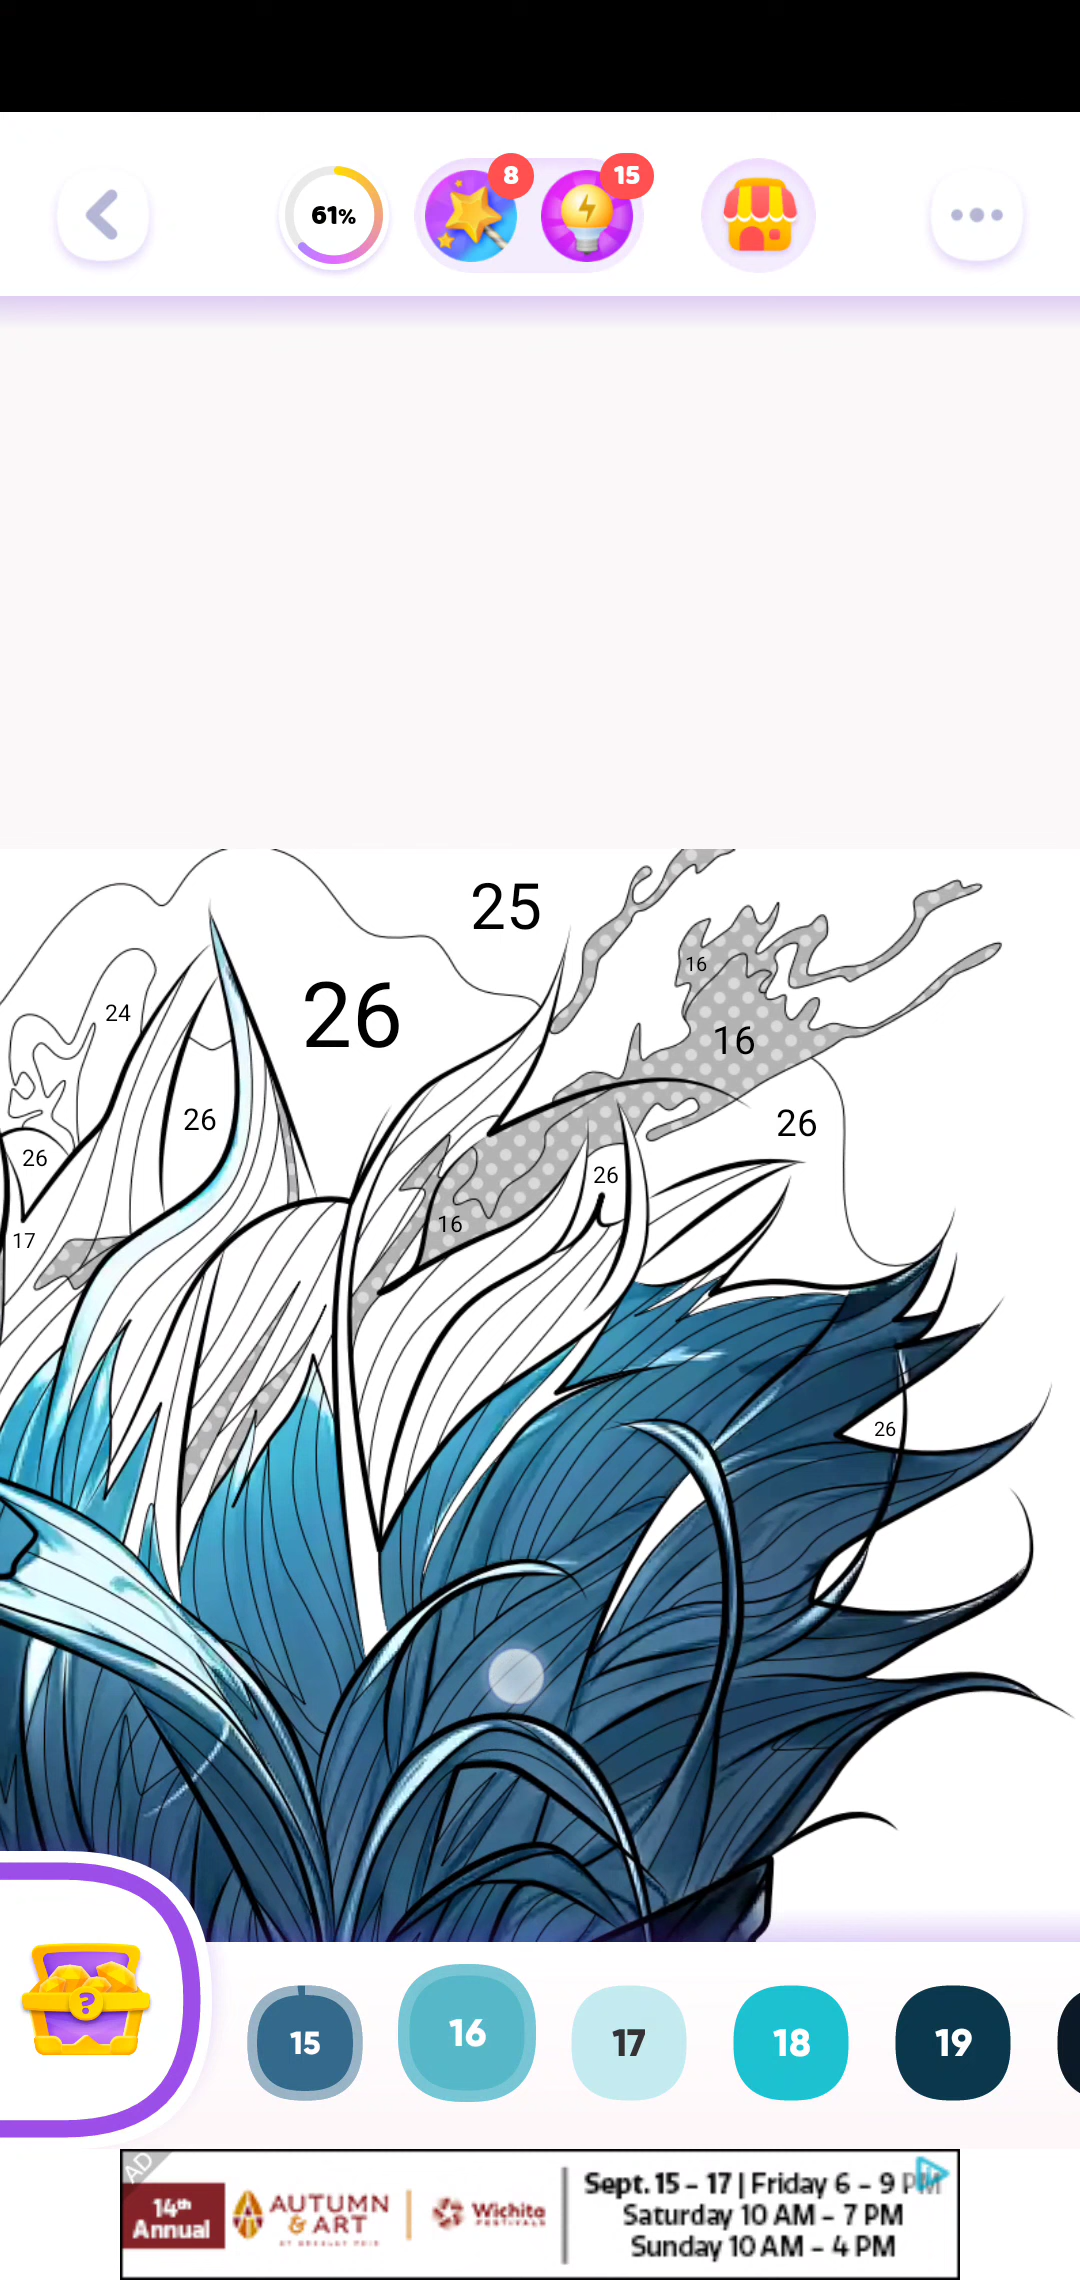 61%
8
15
25
16
26
16
24
26
26
26
26
16
17
26
15
16
17
18
19
AD
14th
Annual
AUTUMN
& ART
Wichita
FESTIVALS
Sept. 15 – 17 | Friday 6 – 9 PM
Saturday 10 AM – 7 PM
Sunday 10 AM – 4 PM